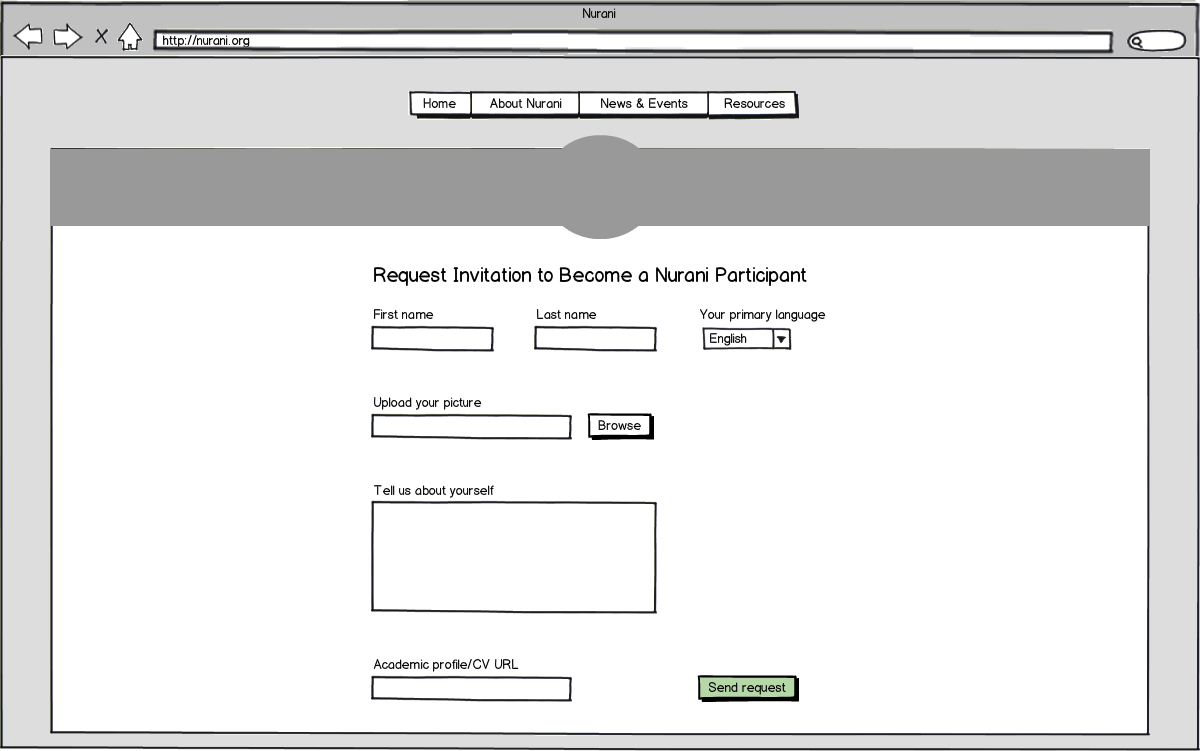 Nurani
http://nurani.org
Home About Nurani News & Events Resources
Request Invitation to Become a Nurani Participant
First name Last name Your primary language
English
Upload your picture
Browse
Tell us about yourself
Academic profile/CV URL
Send request